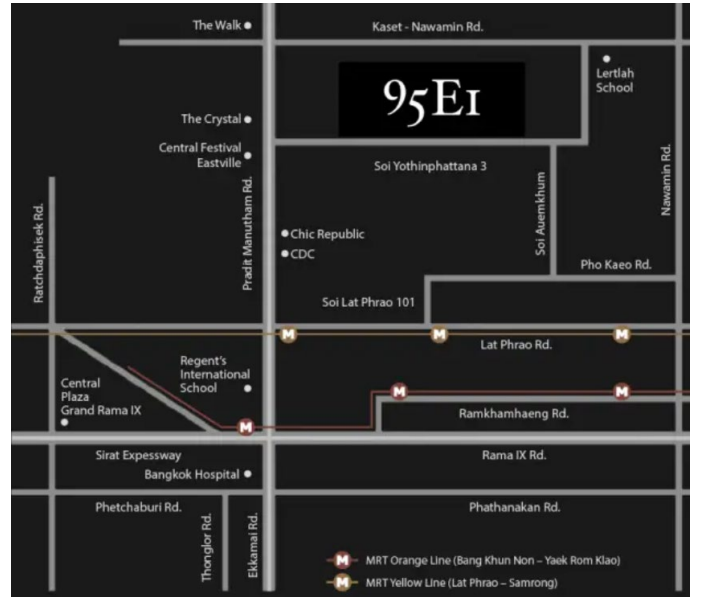 The Walk
Kaset - Nawamin Rd.
Lertlah
School
95E1
The Crystal
Central Festival
Eastville
Soi Yothinphattana 3
Nawamin Rd.
Soi Auemkhum
Pradit Manutham Rd.
Ratchdaphisek Rd.
Chic Republic
CDC
Pho Kaeo Rd.
Soi Lat Phrao 101
M
M
M
Lat Phrao Rd.
Regent's
International
School
Central
Plaza
Grand Rama IX
M
M
M
Ramkhamhaeng Rd.
Sirat Expessway
Rama IX Rd.
Bangkok Hospital
Phetchaburi Rd.
Phathanakan Rd.
Thonglor Rd.
Ekkamai Rd.
M MRT Orange Line (Bang Khun Non – Yaek Rom Klao)
M MRT Yellow Line (Lat Phrao – Samrong)